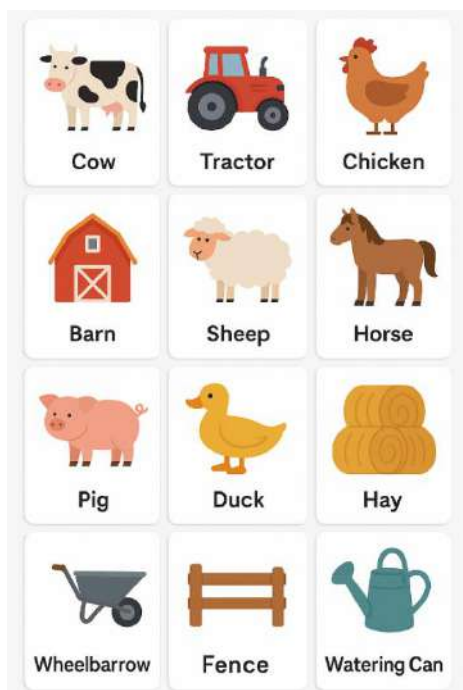 Cow
Tractor
Chicken
Barn
Sheep
Horse
Pig
Duck
Hay
Wheelbarrow
Fence
Watering Can